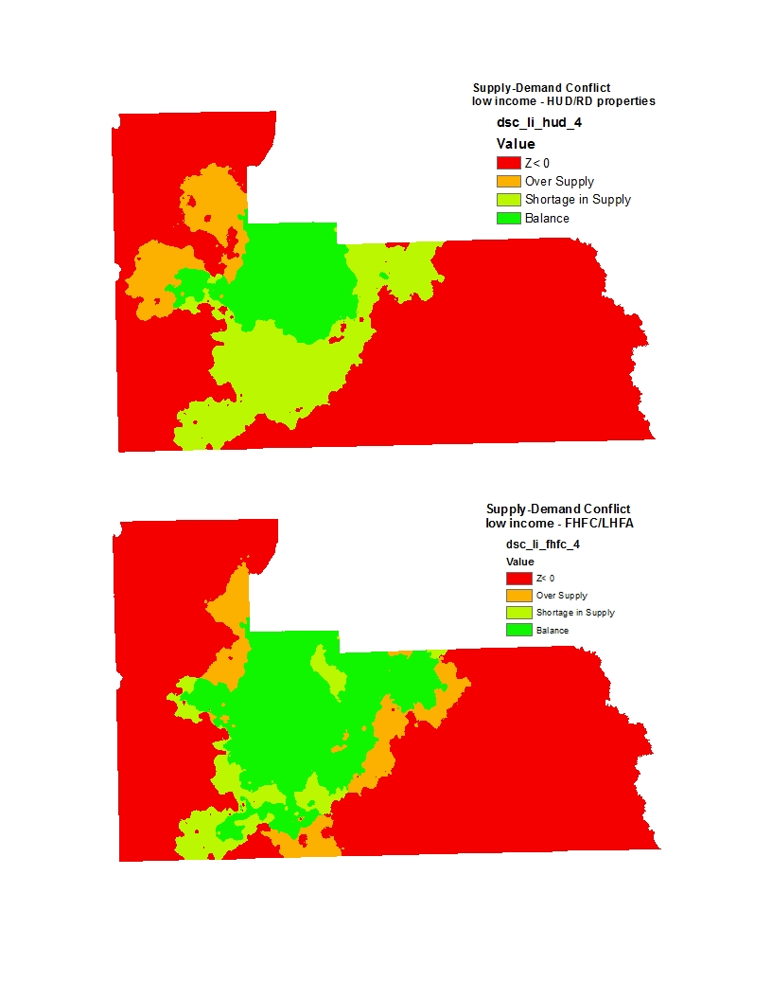 Supply-Demand Conflict
low income - HUD/RD properties
dsc_li_hud_4
Value
Z< 0
Over Supply
Shortage in Supply
Balance
Supply-Demand Conflict
low income - FHFC/LHFA
dsc_li_fhfc_4
Value
Z< 0
Over Supply
Shortage in Supply
Balance